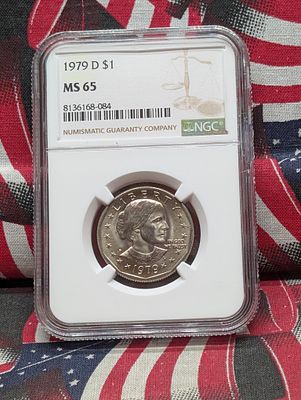 1979 D $1
MS 65
8136168-084
NUMISMATIC GUARANTY COMPANY
NGC
LIBERTY
1979